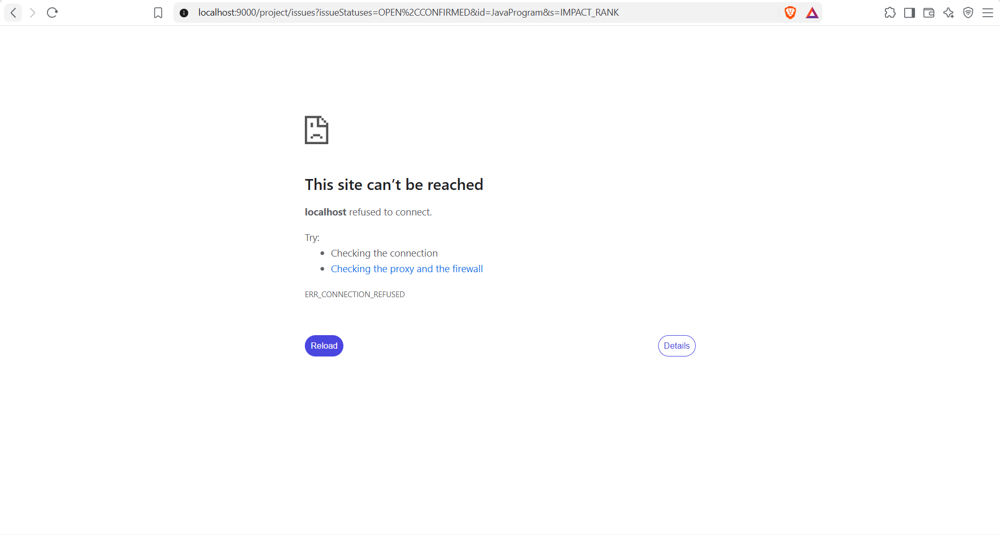 localhost:9000/project/issues?issueStatuses=OPEN%2CCONFIRMED&id=JavaProgram&s=IMPACT_RANK
This site can’t be reached
localhost refused to connect.
Try:
Checking the connection
Checking the proxy and the firewall
ERR_CONNECTION_REFUSED
Reload
Details